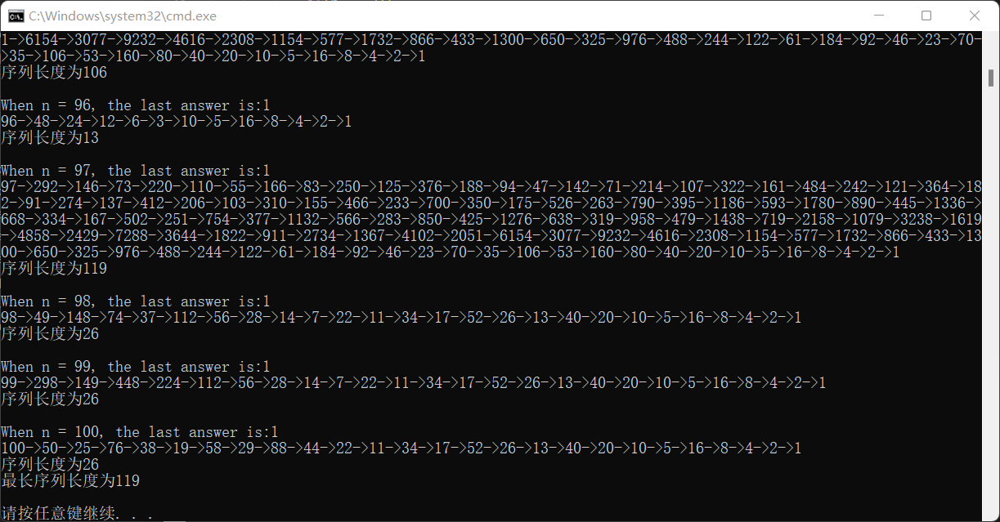 C:\Windows\system32\cmd.exe
1->6154->3077->9232->4616->2308->1154->577->1732->866->433->1300->650->325->976->488->244->122->61->184->92->46->23->70-
>35->106->53->160->80->40->20->10->5->16->8->4->2->1
序列长度为106
When n = 96, the last answer is:1
96->48->24->12->6->3->10->5->16->8->4->2->1
序列长度为13
When n = 97, the last answer is:1
97->292->146->73->220->110->55->166->83->250->125->376->188->94->47->142->71->214->107->322->161->484->242->121->364->18
2->91->274->137->412->206->103->310->155->466->233->700->350->175->526->263->790->395->1186->593->1780->890->445->1336->
668->334->167->502->251->754->377->1132->566->283->850->425->1276->638->319->958->479->1438->719->2158->1079->3238->1619
->4858->2429->7288->3644->1822->911->2734->1367->4102->2051->6154->3077->9232->4616->2308->1154->577->1732->866->433->13
00->650->325->976->488->244->122->61->184->92->46->23->70->35->106->53->160->80->40->20->10->5->16->8->4->2->1
序列长度为119
When n = 98, the last answer is:1
98->49->148->74->37->112->56->28->14->7->22->11->34->17->52->26->13->40->20->10->5->16->8->4->2->1
序列长度为26
When n = 99, the last answer is:1
99->298->149->448->224->112->56->28->14->7->22->11->34->17->52->26->13->40->20->10->5->16->8->4->2->1
序列长度为26
When n = 100, the last answer is:1
100->50->25->76->38->19->58->29->88->44->22->11->34->17->52->26->13->40->20->10->5->16->8->4->2->1
序列长度为26
最长序列长度为119
请按任意键继续. . .